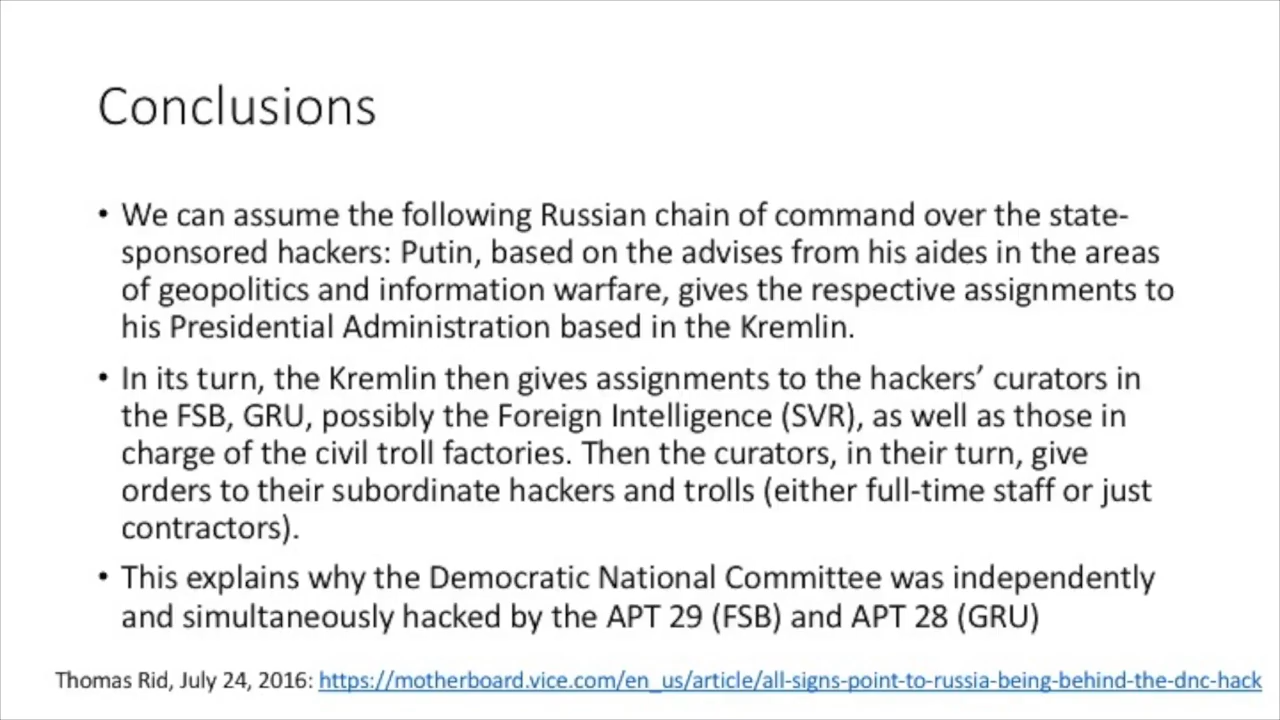 Conclusions
• We can assume the following Russian chain of command over the state-
sponsored hackers: Putin, based on the advises from his aides in the areas
of geopolitics and information warfare, gives the respective assignments to
his Presidential Administration based in the Kremlin.
• In its turn, the Kremlin then gives assignments to the hackers’ curators in
the FSB, GRU, possibly the Foreign Intelligence (SVR), as well as those in
charge of the civil troll factories. Then the curators, in their turn, give
orders to their subordinate hackers and trolls (either full-time staff or just
contractors).
• This explains why the Democratic National Committee was independently
and simultaneously hacked by the APT 29 (FSB) and APT 28 (GRU)
Thomas Rid, July 24, 2016: https://motherboard.vice.com/en_us/article/all-signs-point-to-russia-being-behind-the-dnc-hack